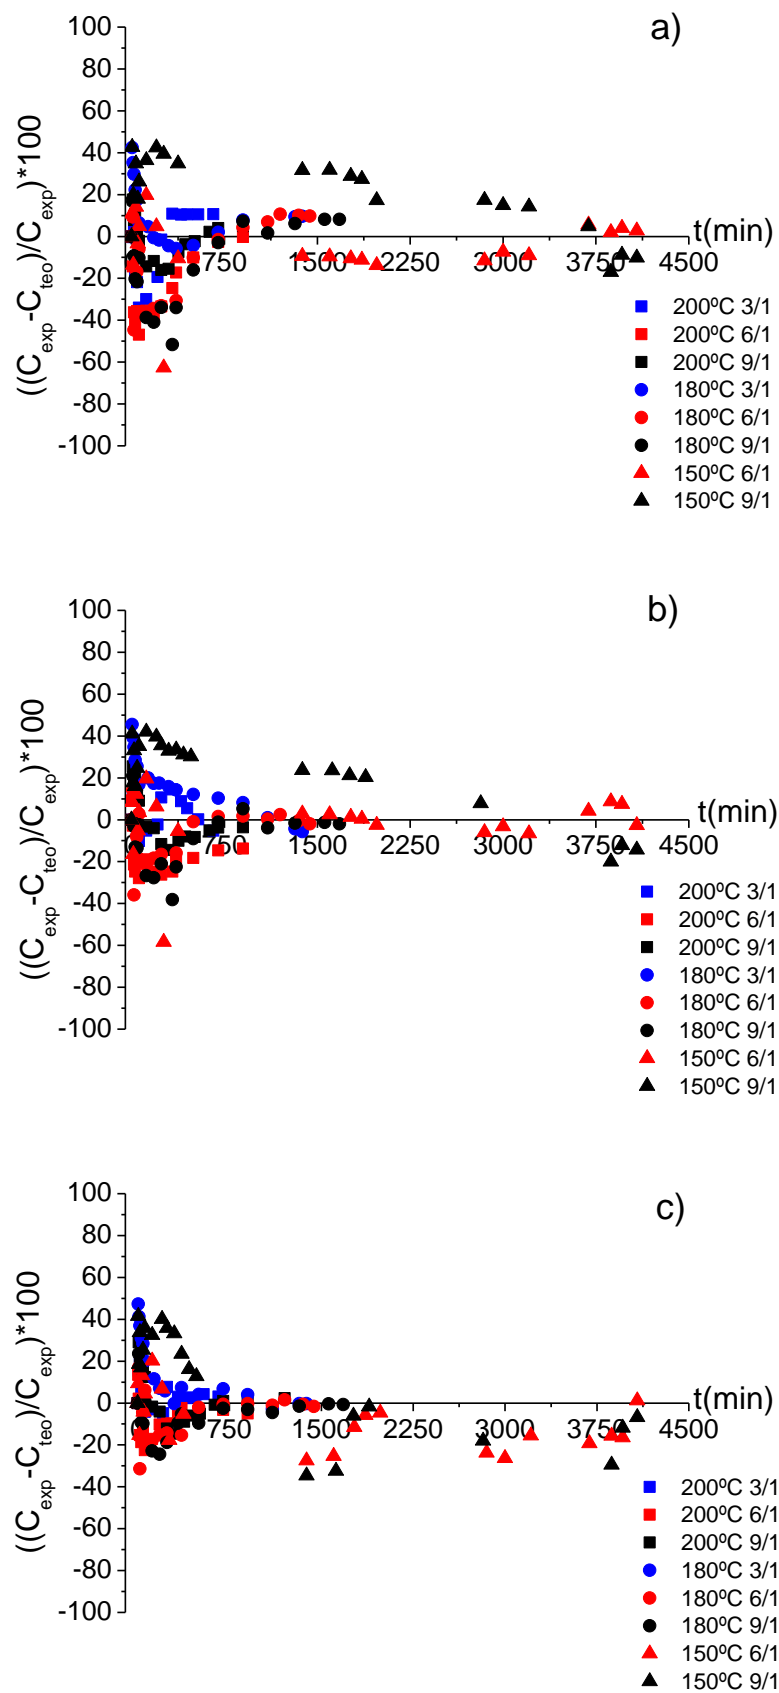 a)
((C_exp-C_teo)/C_exp)*100
100
80
60
40
20
0
-20
-40
-60
-80
-100
t(min)
750 1500 2250 3000 3750 4500
200ºC 3/1
200ºC 6/1
200ºC 9/1
180ºC 3/1
180ºC 6/1
180ºC 9/1
150ºC 6/1
150ºC 9/1
b)
((C_exp-C_teo)/C_exp)*100
100
80
60
40
20
0
-20
-40
-60
-80
-100
t(min)
750 1500 2250 3000 3750 4500
200ºC 3/1
200ºC 6/1
200ºC 9/1
180ºC 3/1
180ºC 6/1
180ºC 9/1
150ºC 6/1
150ºC 9/1
c)
((C_exp-C_teo)/C_exp)*100
100
80
60
40
20
0
-20
-40
-60
-80
-100
t(min)
750 1500 2250 3000 3750 4500
200ºC 3/1
200ºC 6/1
200ºC 9/1
180ºC 3/1
180ºC 6/1
180ºC 9/1
150ºC 6/1
150ºC 9/1